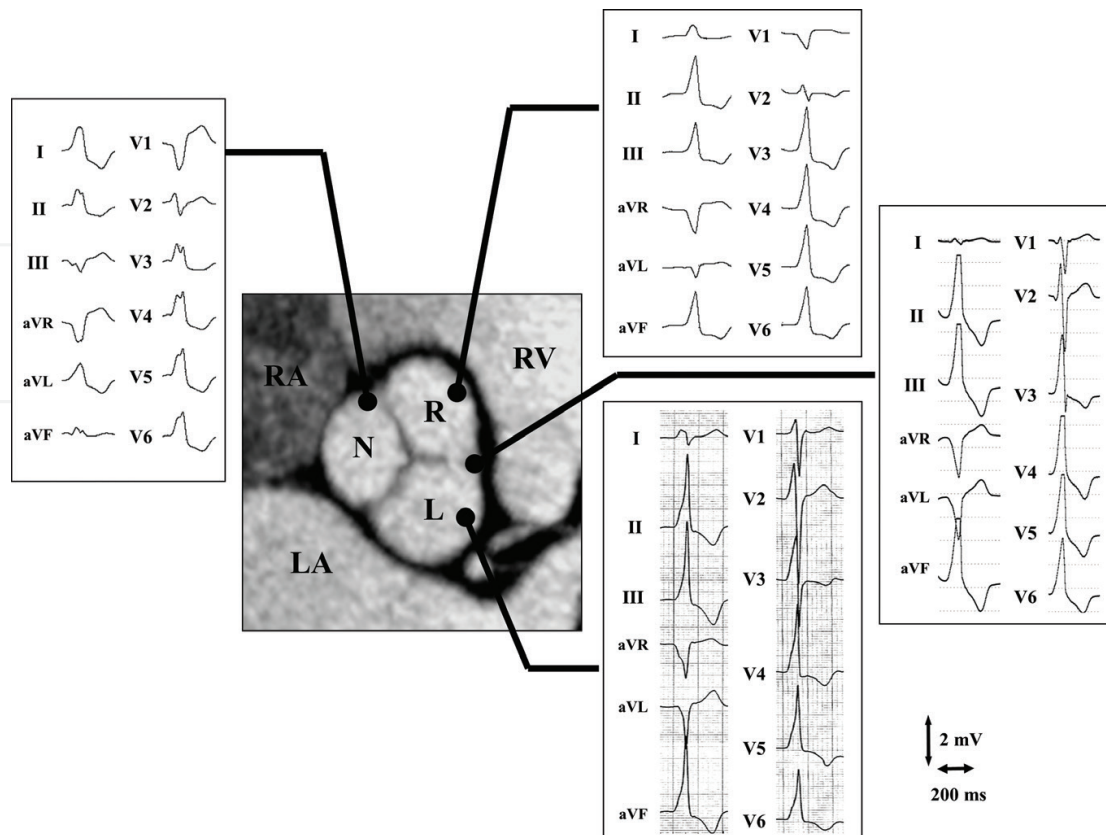 I V1
II V2
III V3
aVR V4
aVL V5
aVF V6
I V1
II V2
III V3
aVR V4
aVL V5
aVF V6
I V1
II V2
III V3
aVR V4
aVL V5
aVF V6
RA
RV
R
N
L
LA
I V1
II V2
III V3
aVR V4
aVL V5
aVF V6
2 mV
200 ms